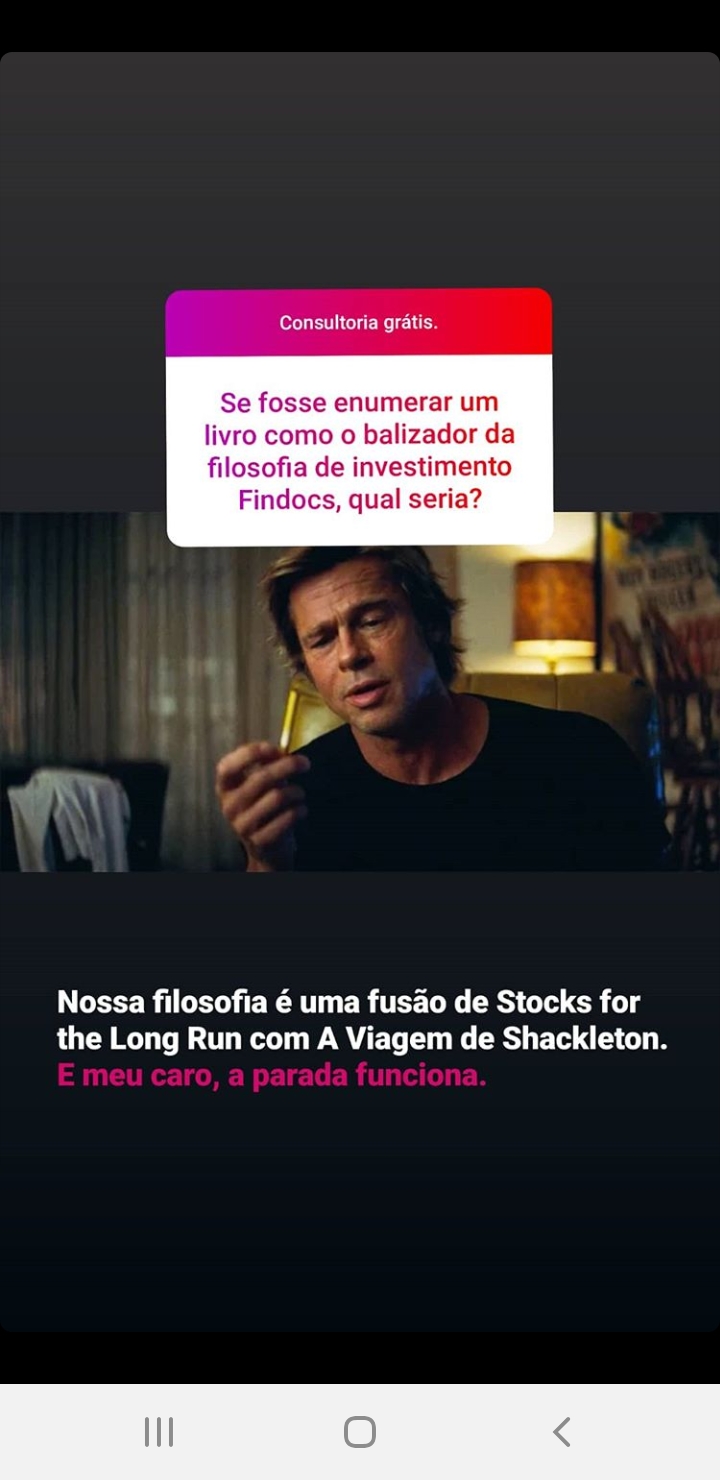 Consultoria grátis.
Se fosse enumerar um
livro como o balizador da
filosofia de investimento
Findocs, qual seria?
Nossa filosofia é uma fusão de Stocks for
the Long Run com A Viagem de Shackleton.
E meu caro, a parada funciona.